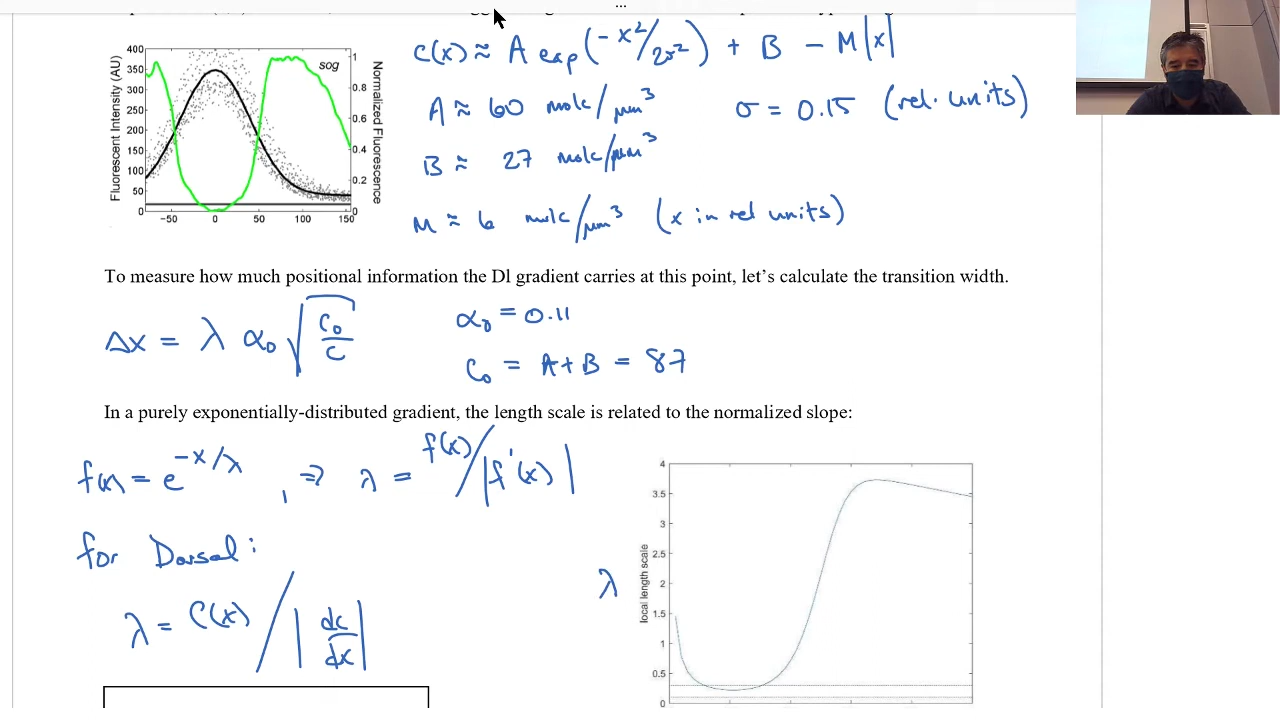 C(x) ≈ A exp(-x²/2σ²) + B - M|x|
A ≈ 60 molc/μm³ σ = 0.15 (rel. units)
B ≈ 27 molc/μm³
M ≈ 6 molc/μm³ (x in rel units)
400
350
300
250
200
150
100
50
0
Fluorescent Intensity (AU)
sog
1
0.8
0.6
0.4
0.2
0
Normalized Fluorescence
-50 0 50 100 150
To measure how much positional information the Dl gradient carries at this point, let's calculate the transition width.
Δx = λ α₀ √(C₀/C) α₀ = 0.11
C₀ = A+B = 87
In a purely exponentially-distributed gradient, the length scale is related to the normalized slope:
f(x) = e^(-x/λ) , ⇒ λ = f(x)/|f'(x)|
for Dorsal:
λ = C(x) / |dc/dx|
λ
local length scale
4
3.5
3
2.5
2
1.5
1
0.5
0